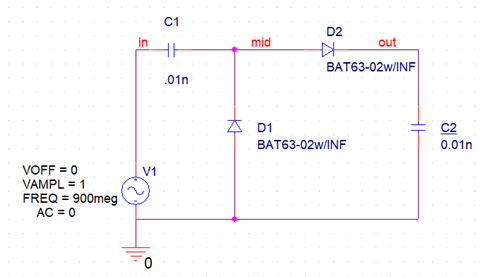 C1
in
mid
D2
out
.01n
BAT63-02w/INF
D1
BAT63-02w/INF
C2
0.01n
V1
VOFF = 0
VAMPL = 1
FREQ = 900meg
AC = 0
0